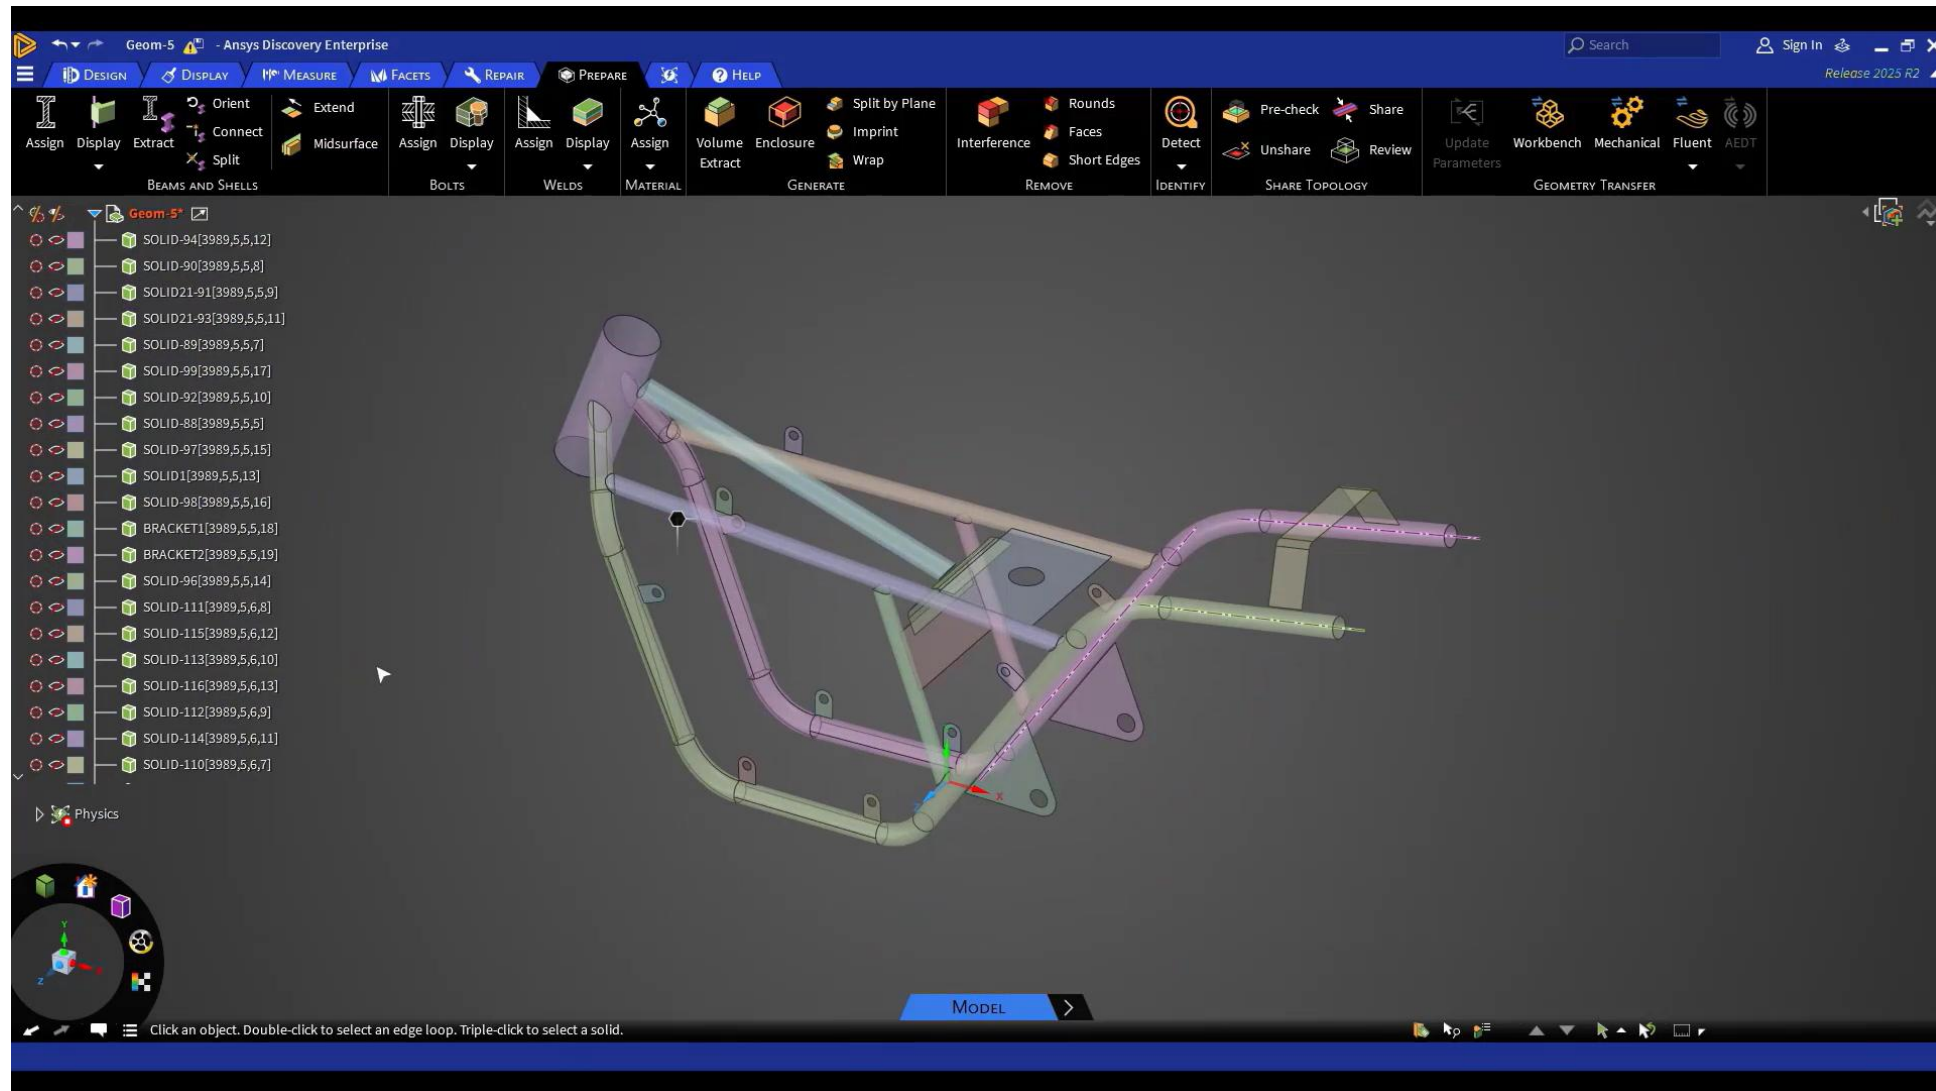 Geom-5 - Ansys Discovery Enterprise Search Sign In
DESIGN DISPLAY MEASURE FACETS REPAIR PREPARE HELP Release 2025 R2
Assign Display Extract Orient Connect Split Extend Midsurface
BEAMS AND SHELLS
Assign Display
BOLTS
Assign Display
WELDS
Assign
MATERIAL
Volume Extract Enclosure Split by Plane Imprint Wrap
GENERATE
Interference Rounds Faces Short Edges
REMOVE
Detect
IDENTIFY
Pre-check Share Unshare Review
SHARE TOPOLOGY
Update Parameters Workbench Mechanical Fluent AEDT
GEOMETRY TRANSFER
Geom-5*
SOLID-94[3989,5,5,12]
SOLID-90[3989,5,5,8]
SOLID21-91[3989,5,5,9]
SOLID21-93[3989,5,5,11]
SOLID-89[3989,5,5,7]
SOLID-99[3989,5,5,17]
SOLID-92[3989,5,5,10]
SOLID-88[3989,5,5,5]
SOLID-97[3989,5,5,15]
SOLID1[3989,5,5,13]
SOLID-98[3989,5,5,16]
BRACKET1[3989,5,5,18]
BRACKET2[3989,5,5,19]
SOLID-96[3989,5,5,14]
SOLID-111[3989,5,6,8]
SOLID-115[3989,5,6,12]
SOLID-113[3989,5,6,10]
SOLID-116[3989,5,6,13]
SOLID-112[3989,5,6,9]
SOLID-114[3989,5,6,11]
SOLID-110[3989,5,6,7]
Physics
X
Z
Y
Z
MODEL
Click an object. Double-click to select an edge loop. Triple-click to select a solid.